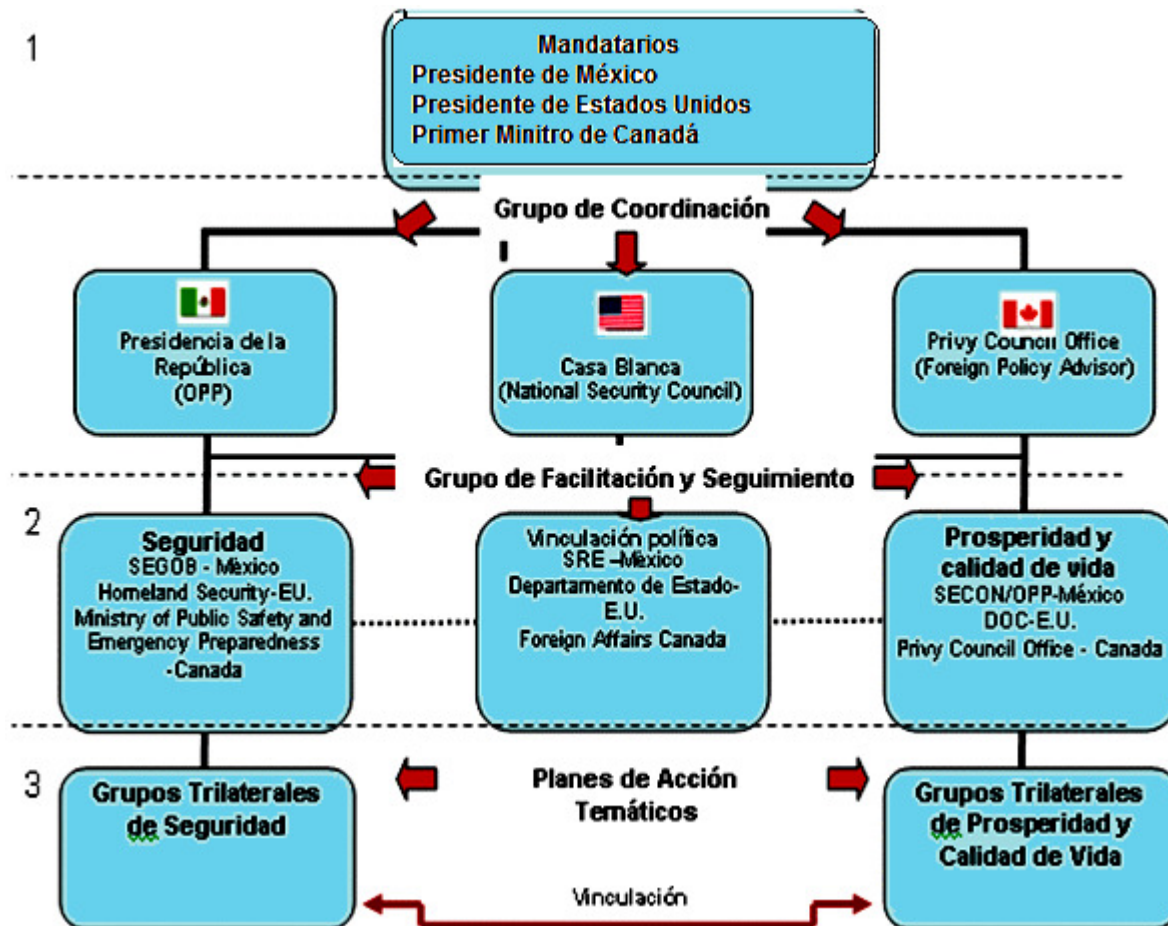 1
Mandatarios
Presidente de México
Presidente de Estados Unidos
Primer Minitro de Canadá
Grupo de Coordinación
Presidencia de la
República
(OPP)
Casa Blanca
(National Security Council)
Privy Council Office
(Foreign Policy Advisor)
Grupo de Facilitación y Seguimiento
2
Seguridad
SEGOB - México
Homeland Security-EU.
Ministry of Public Safety and
Emergency Preparedness
-Canada
Vinculación política
SRE –México
Departamento de Estado-
E.U.
Foreign Affairs Canada
Prosperidad y
calidad de vida
SECON/OPP-México
DOC-E.U.
Privy Council Office - Canada
3
Grupos Trilaterales
de Seguridad
Planes de Acción
Temáticos
Grupos Trilaterales
de Prosperidad y
Calidad de Vida
Vinculación